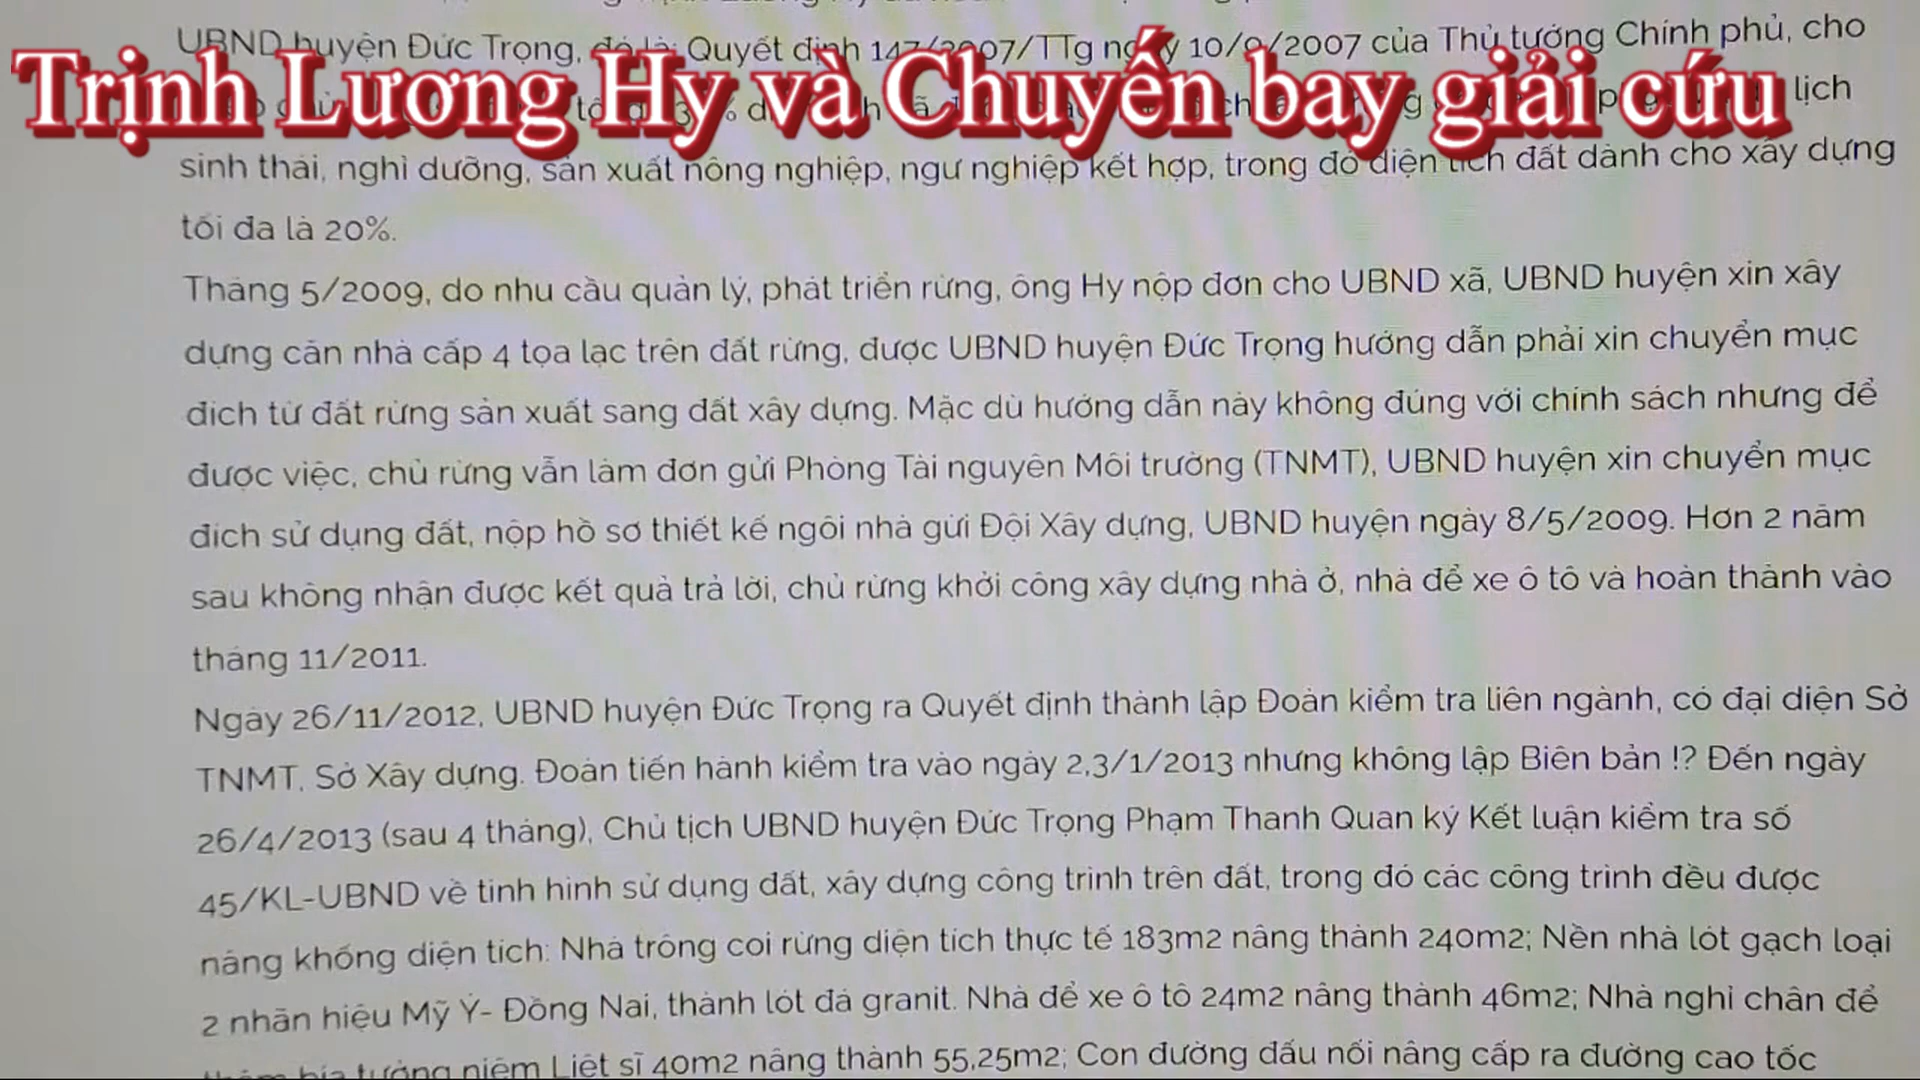 UBND huyện Đức Trọng, đó là: Quyết định 147/2007/TTg ngày 10/9/2007 của Thủ tướng Chính phủ, cho
Trịnh Lương Hy và Chuyến bay giải cứu
lịch
sinh thái, nghỉ dưỡng, sản xuất nông nghiệp, ngư nghiệp kết hợp, trong đó diện tích đất dành cho xây dựng
tối đa là 20%.
Tháng 5/2009, do nhu cầu quản lý, phát triển rừng, ông Hy nộp đơn cho UBND xã, UBND huyện xin xây
dựng căn nhà cấp 4 tọa lạc trên đất rừng, được UBND huyện Đức Trọng hướng dẫn phải xin chuyển mục
đích từ đất rừng sản xuất sang đất xây dựng. Mặc dù hướng dẫn này không đúng với chính sách nhưng để
được việc, chủ rừng vẫn làm đơn gửi Phòng Tài nguyên Môi trường (TNMT), UBND huyện xin chuyển mục
đích sử dụng đất, nộp hồ sơ thiết kế ngôi nhà gửi Đội Xây dựng, UBND huyện ngày 8/5/2009. Hơn 2 năm
sau không nhận được kết quả trả lời, chủ rừng khởi công xây dựng nhà ở, nhà để xe ô tô và hoàn thành vào
tháng 11/2011.
Ngày 26/11/2012, UBND huyện Đức Trọng ra Quyết định thành lập Đoàn kiểm tra liên ngành, có đại diện Sở
TNMT, Sở Xây dựng. Đoàn tiến hành kiểm tra vào ngày 2,3/1/2013 nhưng không lập Biên bản !? Đến ngày
26/4/2013 (sau 4 tháng), Chủ tịch UBND huyện Đức Trọng Phạm Thanh Quan ký Kết luận kiểm tra số
45/KL-UBND về tình hình sử dụng đất, xây dựng công trình trên đất, trong đó các công trình đều được
nâng khống diện tích: Nhà trông coi rừng diện tích thực tế 183m2 nâng thành 240m2; Nền nhà lót gạch loại
2 nhãn hiệu Mỹ Ý- Đồng Nai, thành lót đá granit. Nhà để xe ô tô 24m2 nâng thành 46m2; Nhà nghỉ chân để
thăm bia tưởng niệm Liệt sĩ 40m2 nâng thành 55,25m2; Con đường đấu nối nâng cấp ra đường cao tốc